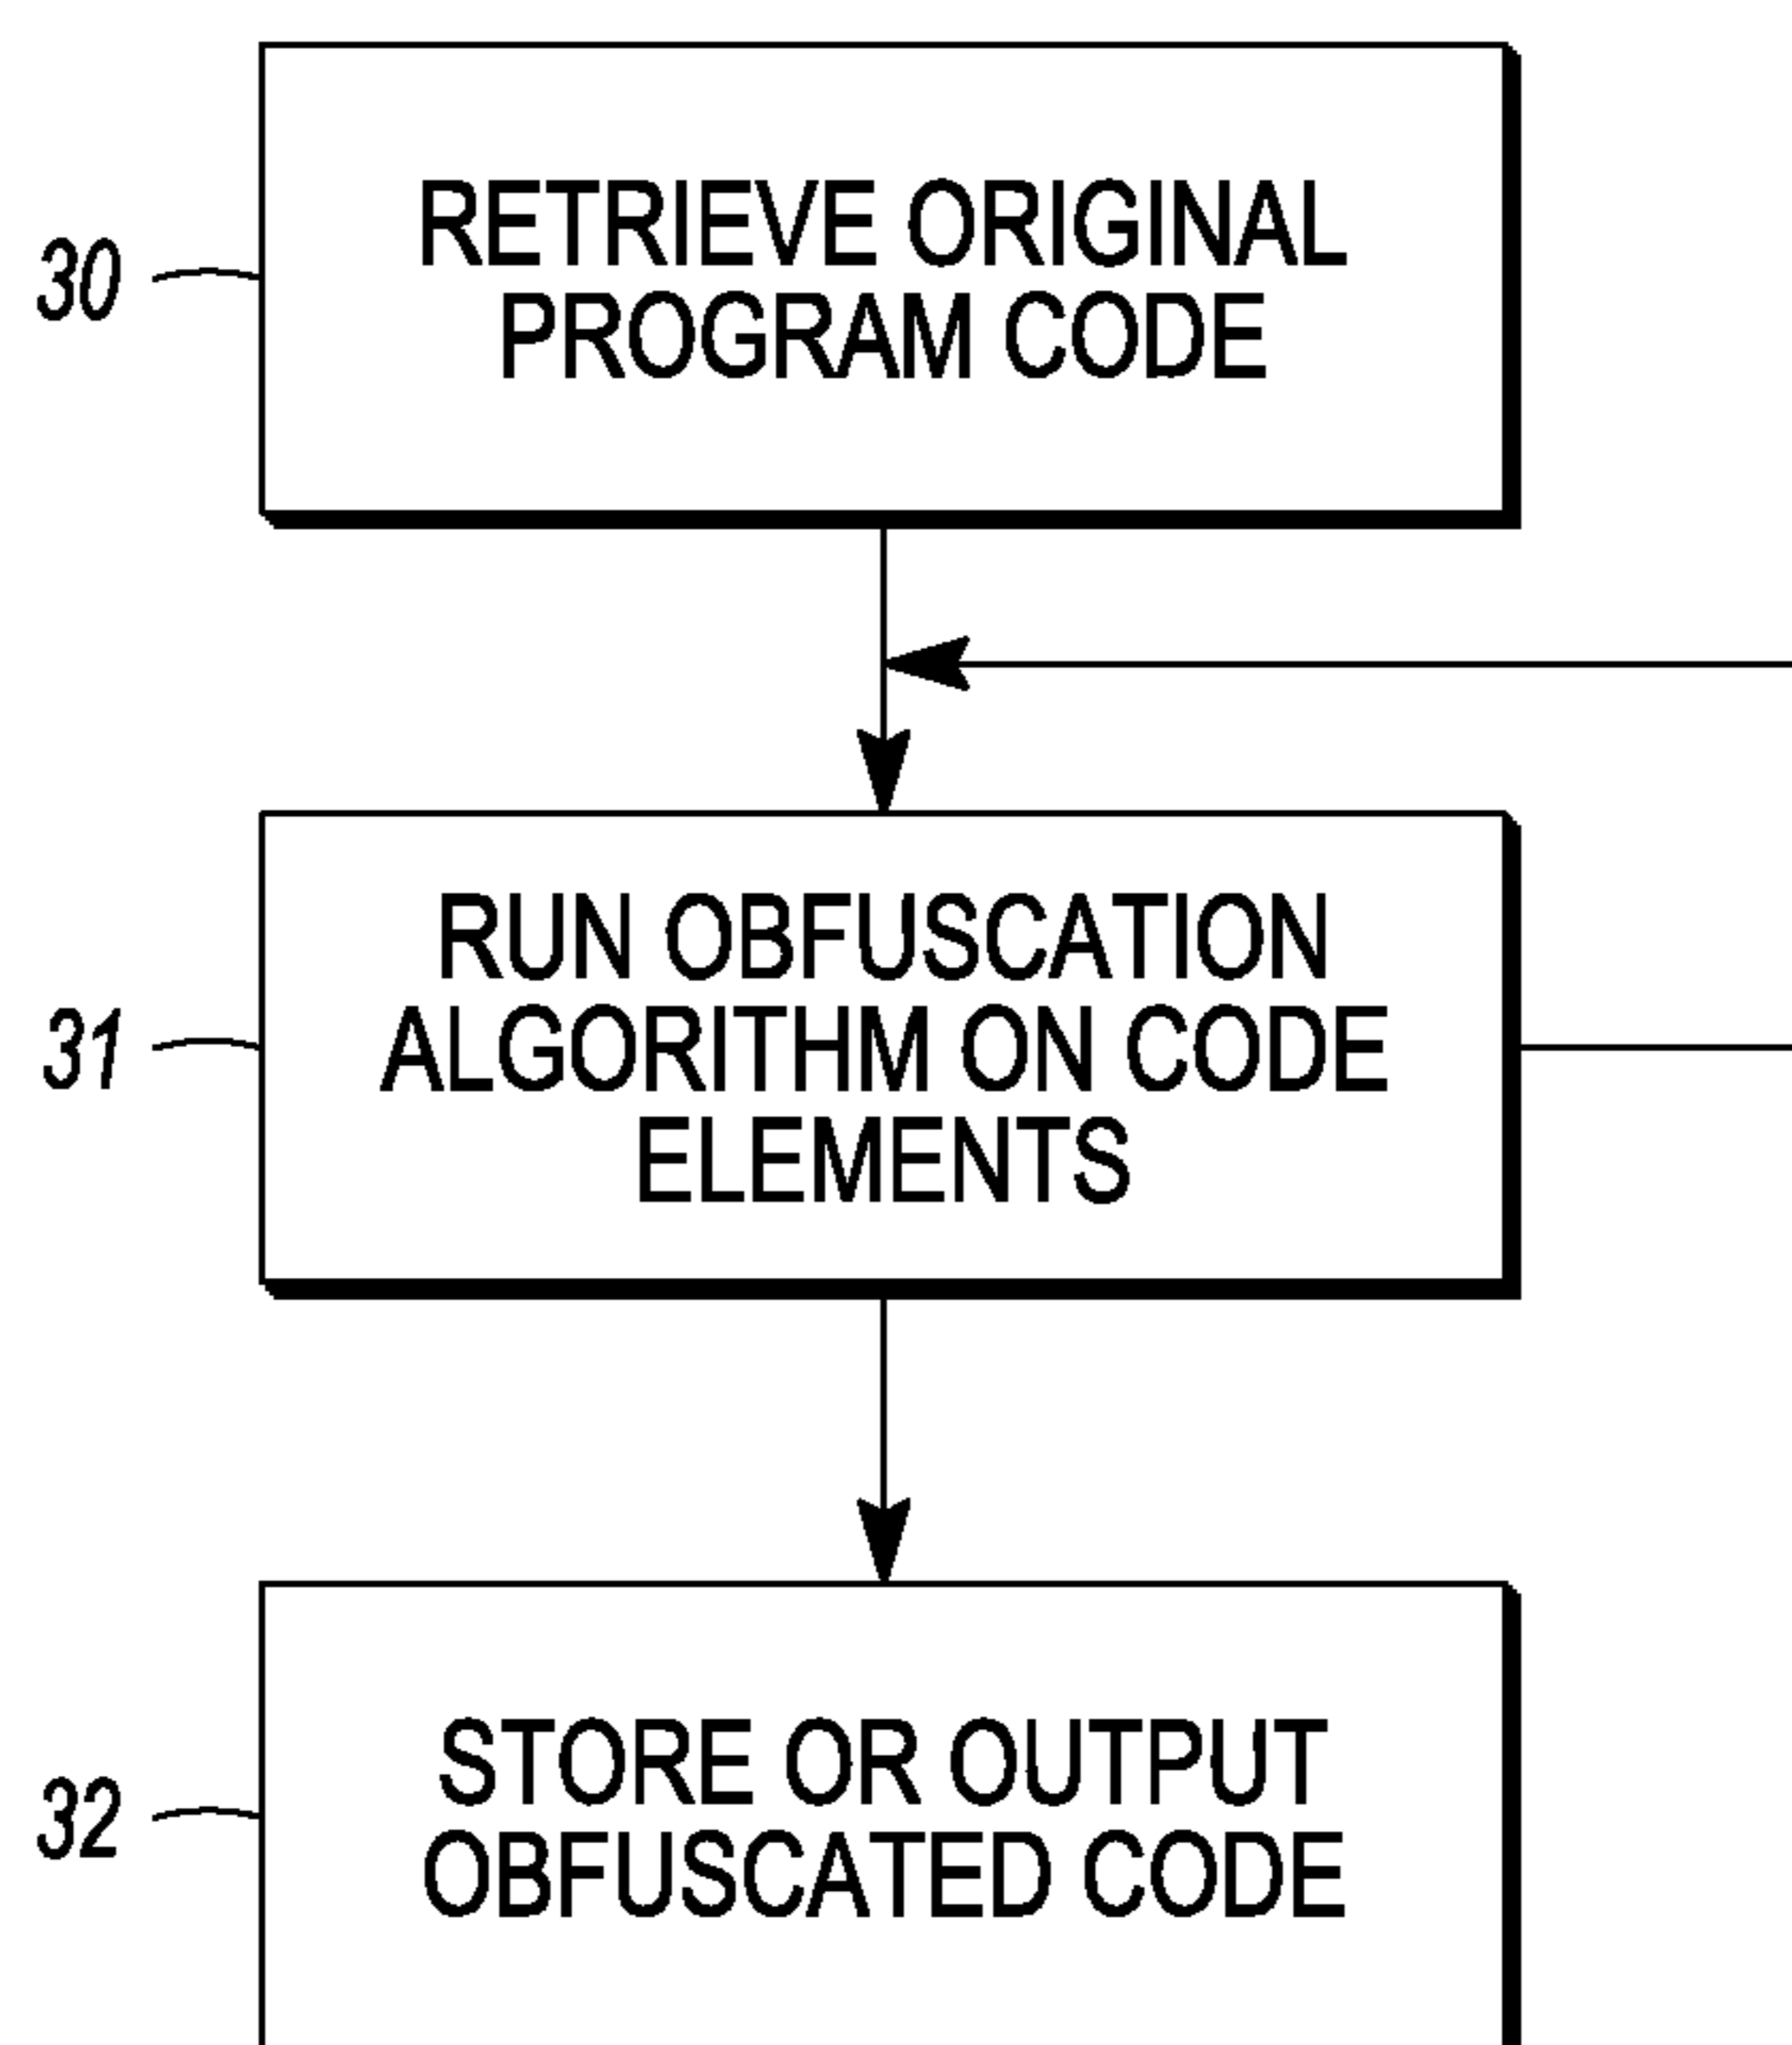 RETRIEVE ORIGINAL
PROGRAM CODE
30
RUN OBFUSCATION
ALGORITHM ON CODE
ELEMENTS
31
STORE OR OUTPUT
OBFUSCATED CODE
32